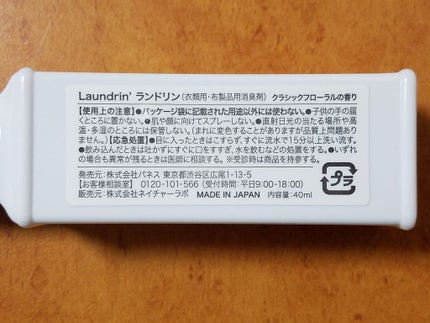 Laundrin' ランドリン(衣類用・布製品用消臭剤) クラシックフローラルの香り
【使用上の注意】●パッケージ袋に記載された用途以外には使わない。●子供の手の届
くところに置かない。●肌や顔に向けてスプレーしない。●直射日光の当たる場所や高
温・多湿のところには保管しない。(まれに変色することがありますが品質上問題あり
ません。)【応急処置】●目に入ったときはこすらず、すぐに流水で15分以上洗い流す。
●飲み込んだときは吐かずにすぐに口をすすぎ、水を飲むなどの処置をする。●いずれ
の場合も異常が残るときは医師に相談する。※受診時は商品を持参する。
発売元:株式会社パネス 東京都渋谷区広尾1-13-5
【お客様相談室】 0120-101-566(受付時間:平日9:00-18:00)
販売元:株式会社ネイチャーラボ MADE IN JAPAN 内容量:40ml
プラ